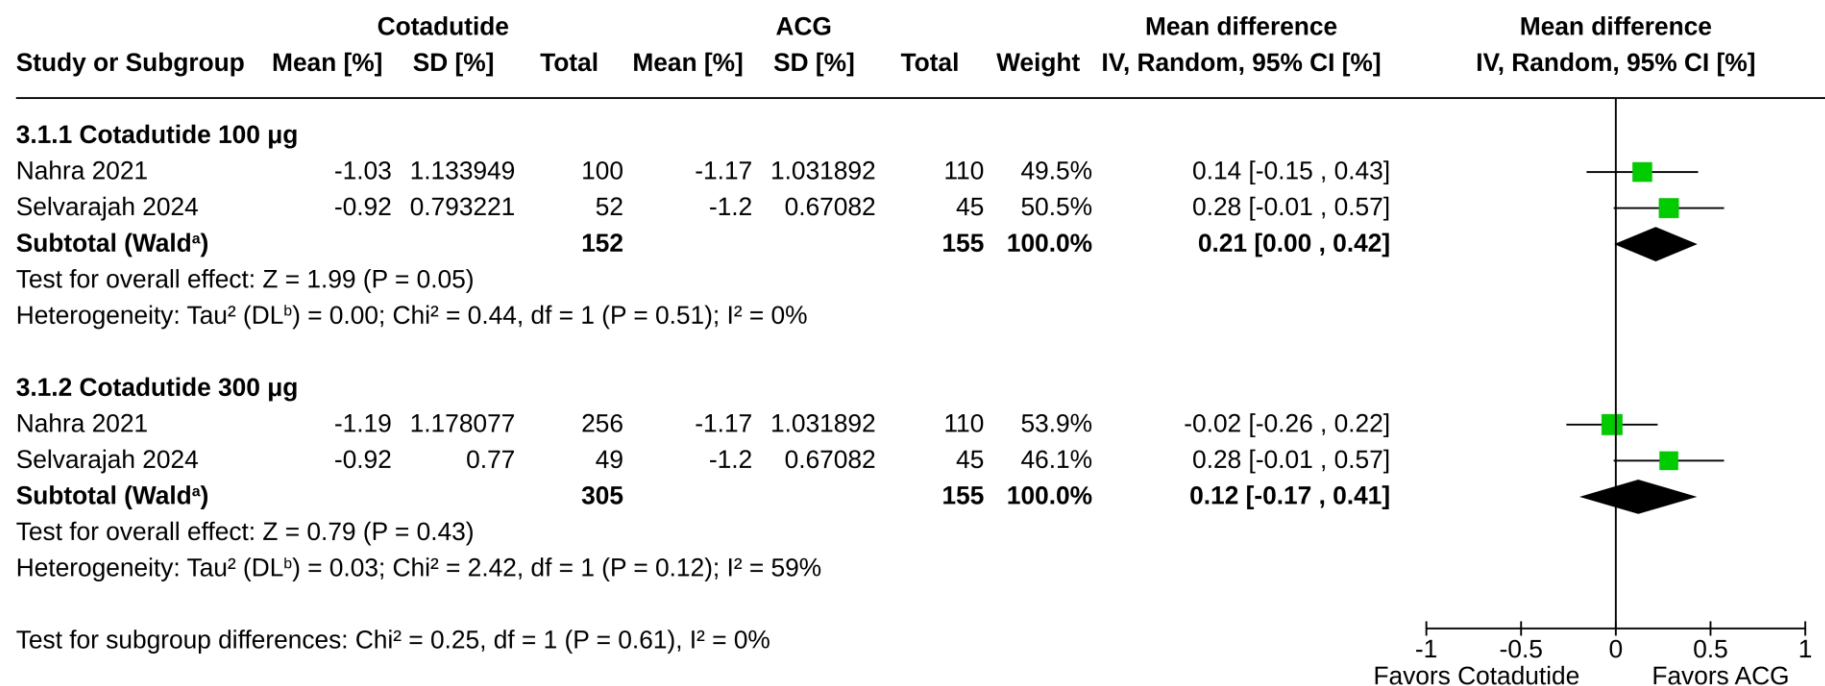 Cotadutide ACG Mean difference Mean difference
Study or Subgroup Mean [%] SD [%] Total Mean [%] SD [%] Total Weight IV, Random, 95% CI [%] IV, Random, 95% CI [%]
3.1.1 Cotadutide 100 μg
Nahra 2021 -1.03 1.133949 100 -1.17 1.031892 110 49.5% 0.14 [-0.15 , 0.43]
Selvarajah 2024 -0.92 0.793221 52 -1.2 0.67082 45 50.5% 0.28 [-0.01 , 0.57]
Subtotal (Waldᵃ) 152 155 100.0% 0.21 [0.00 , 0.42]
Test for overall effect: Z = 1.99 (P = 0.05)
Heterogeneity: Tau² (DLᵇ) = 0.00; Chi² = 0.44, df = 1 (P = 0.51); I² = 0%
3.1.2 Cotadutide 300 μg
Nahra 2021 -1.19 1.178077 256 -1.17 1.031892 110 53.9% -0.02 [-0.26 , 0.22]
Selvarajah 2024 -0.92 0.77 49 -1.2 0.67082 45 46.1% 0.28 [-0.01 , 0.57]
Subtotal (Waldᵃ) 305 155 100.0% 0.12 [-0.17 , 0.41]
Test for overall effect: Z = 0.79 (P = 0.43)
Heterogeneity: Tau² (DLᵇ) = 0.03; Chi² = 2.42, df = 1 (P = 0.12); I² = 59%
Test for subgroup differences: Chi² = 0.25, df = 1 (P = 0.61), I² = 0%
-1 -0.5 0 0.5 1
Favors Cotadutide Favors ACG